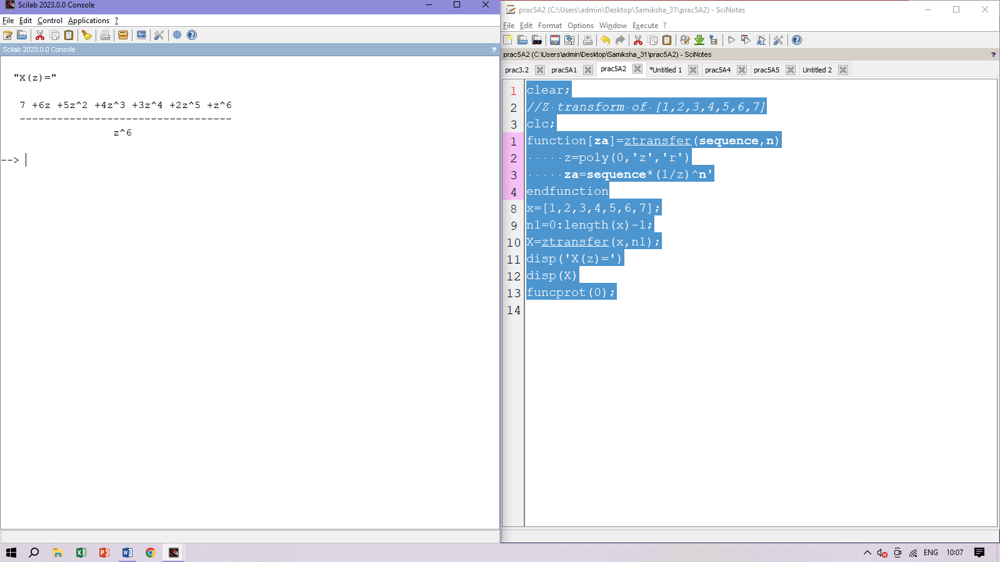 Scilab 2023.0.0 Console
File Edit Control Applications ?
Scilab 2023.0.0 Console ?
"X(z)="
7 +6z +5z^2 +4z^3 +3z^4 +2z^5 +z^6
----------------------------------
z^6
-->
prac5A2 (C:\Users\admin\Desktop\Samiksha_31\prac5A2) - SciNotes
File Edit Format Options Window Execute ?
prac5A2 (C:\Users\admin\Desktop\Samiksha_31\prac5A2) - SciNotes ?
prac3.2 prac5A1 prac5A2 *Untitled 1 prac5A4 prac5A5 Untitled 2
1 clear;
2 //Z transform of [1,2,3,4,5,6,7]
3 clc;
1 function[za]=ztransfer(sequence,n)
2 z=poly(0,'z','r')
3 za=sequence*(1/z)^n'
4 endfunction
8 x=[1,2,3,4,5,6,7];
9 n1=0:length(x)-1;
10 X=ztransfer(x,n1);
11 disp('X(z)=')
12 disp(X)
13 funcprot(0);
14
ENG 10:07